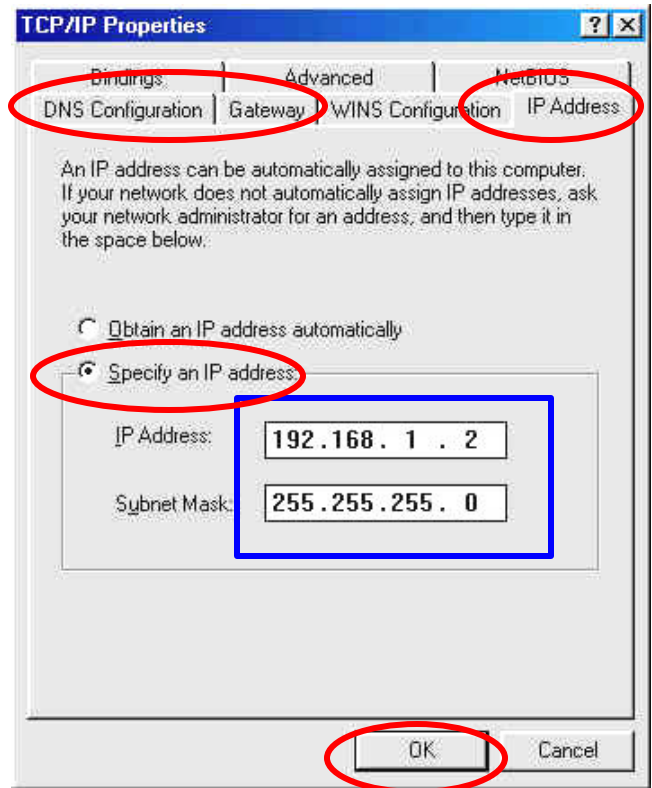 TCP/IP Properties
Bindings Advanced NetBIOS
DNS Configuration Gateway WINS Configuration IP Address
An IP address can be automatically assigned to this computer.
If your network does not automatically assign IP addresses, ask
your network administrator for an address, and then type it in
the space below.
Obtain an IP address automatically
Specify an IP address:
IP Address: 192.168. 1 . 2
Subnet Mask: 255.255.255. 0
OK Cancel